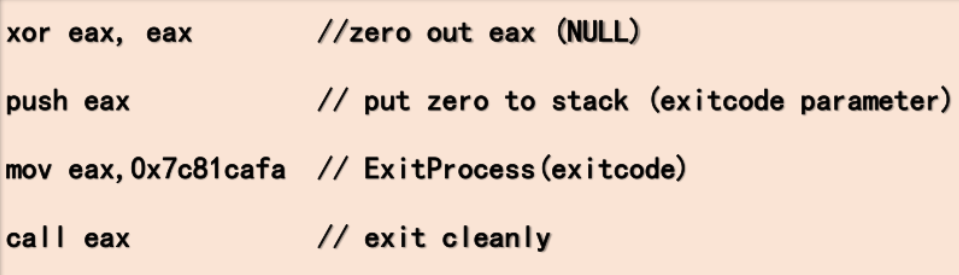 xor eax, eax //zero out eax (NULL)
push eax // put zero to stack (exitcode parameter)
mov eax,0x7c81cafa // ExitProcess(exitcode)
call eax // exit cleanly